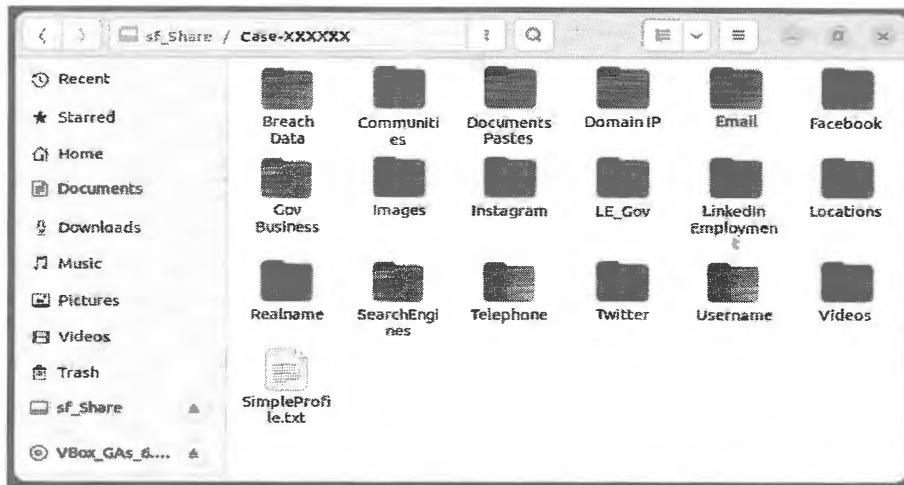 sf_Share / Case-XXXXXX
Recent
Starred
Home
Documents
Downloads
Music
Pictures
Videos
Trash
sf_Share
VBox_GAs_6....
Breach
Data
Communiti
es
Documents
Pastes
Domain IP
Email
Facebook
Gov
Business
Images
Instagram
LE_Gov
Linkedin
Employmen
t
Locations
Realname
SearchEngi
nes
Telephone
Twitter
Username
Videos
SimpleProfi
le.txt